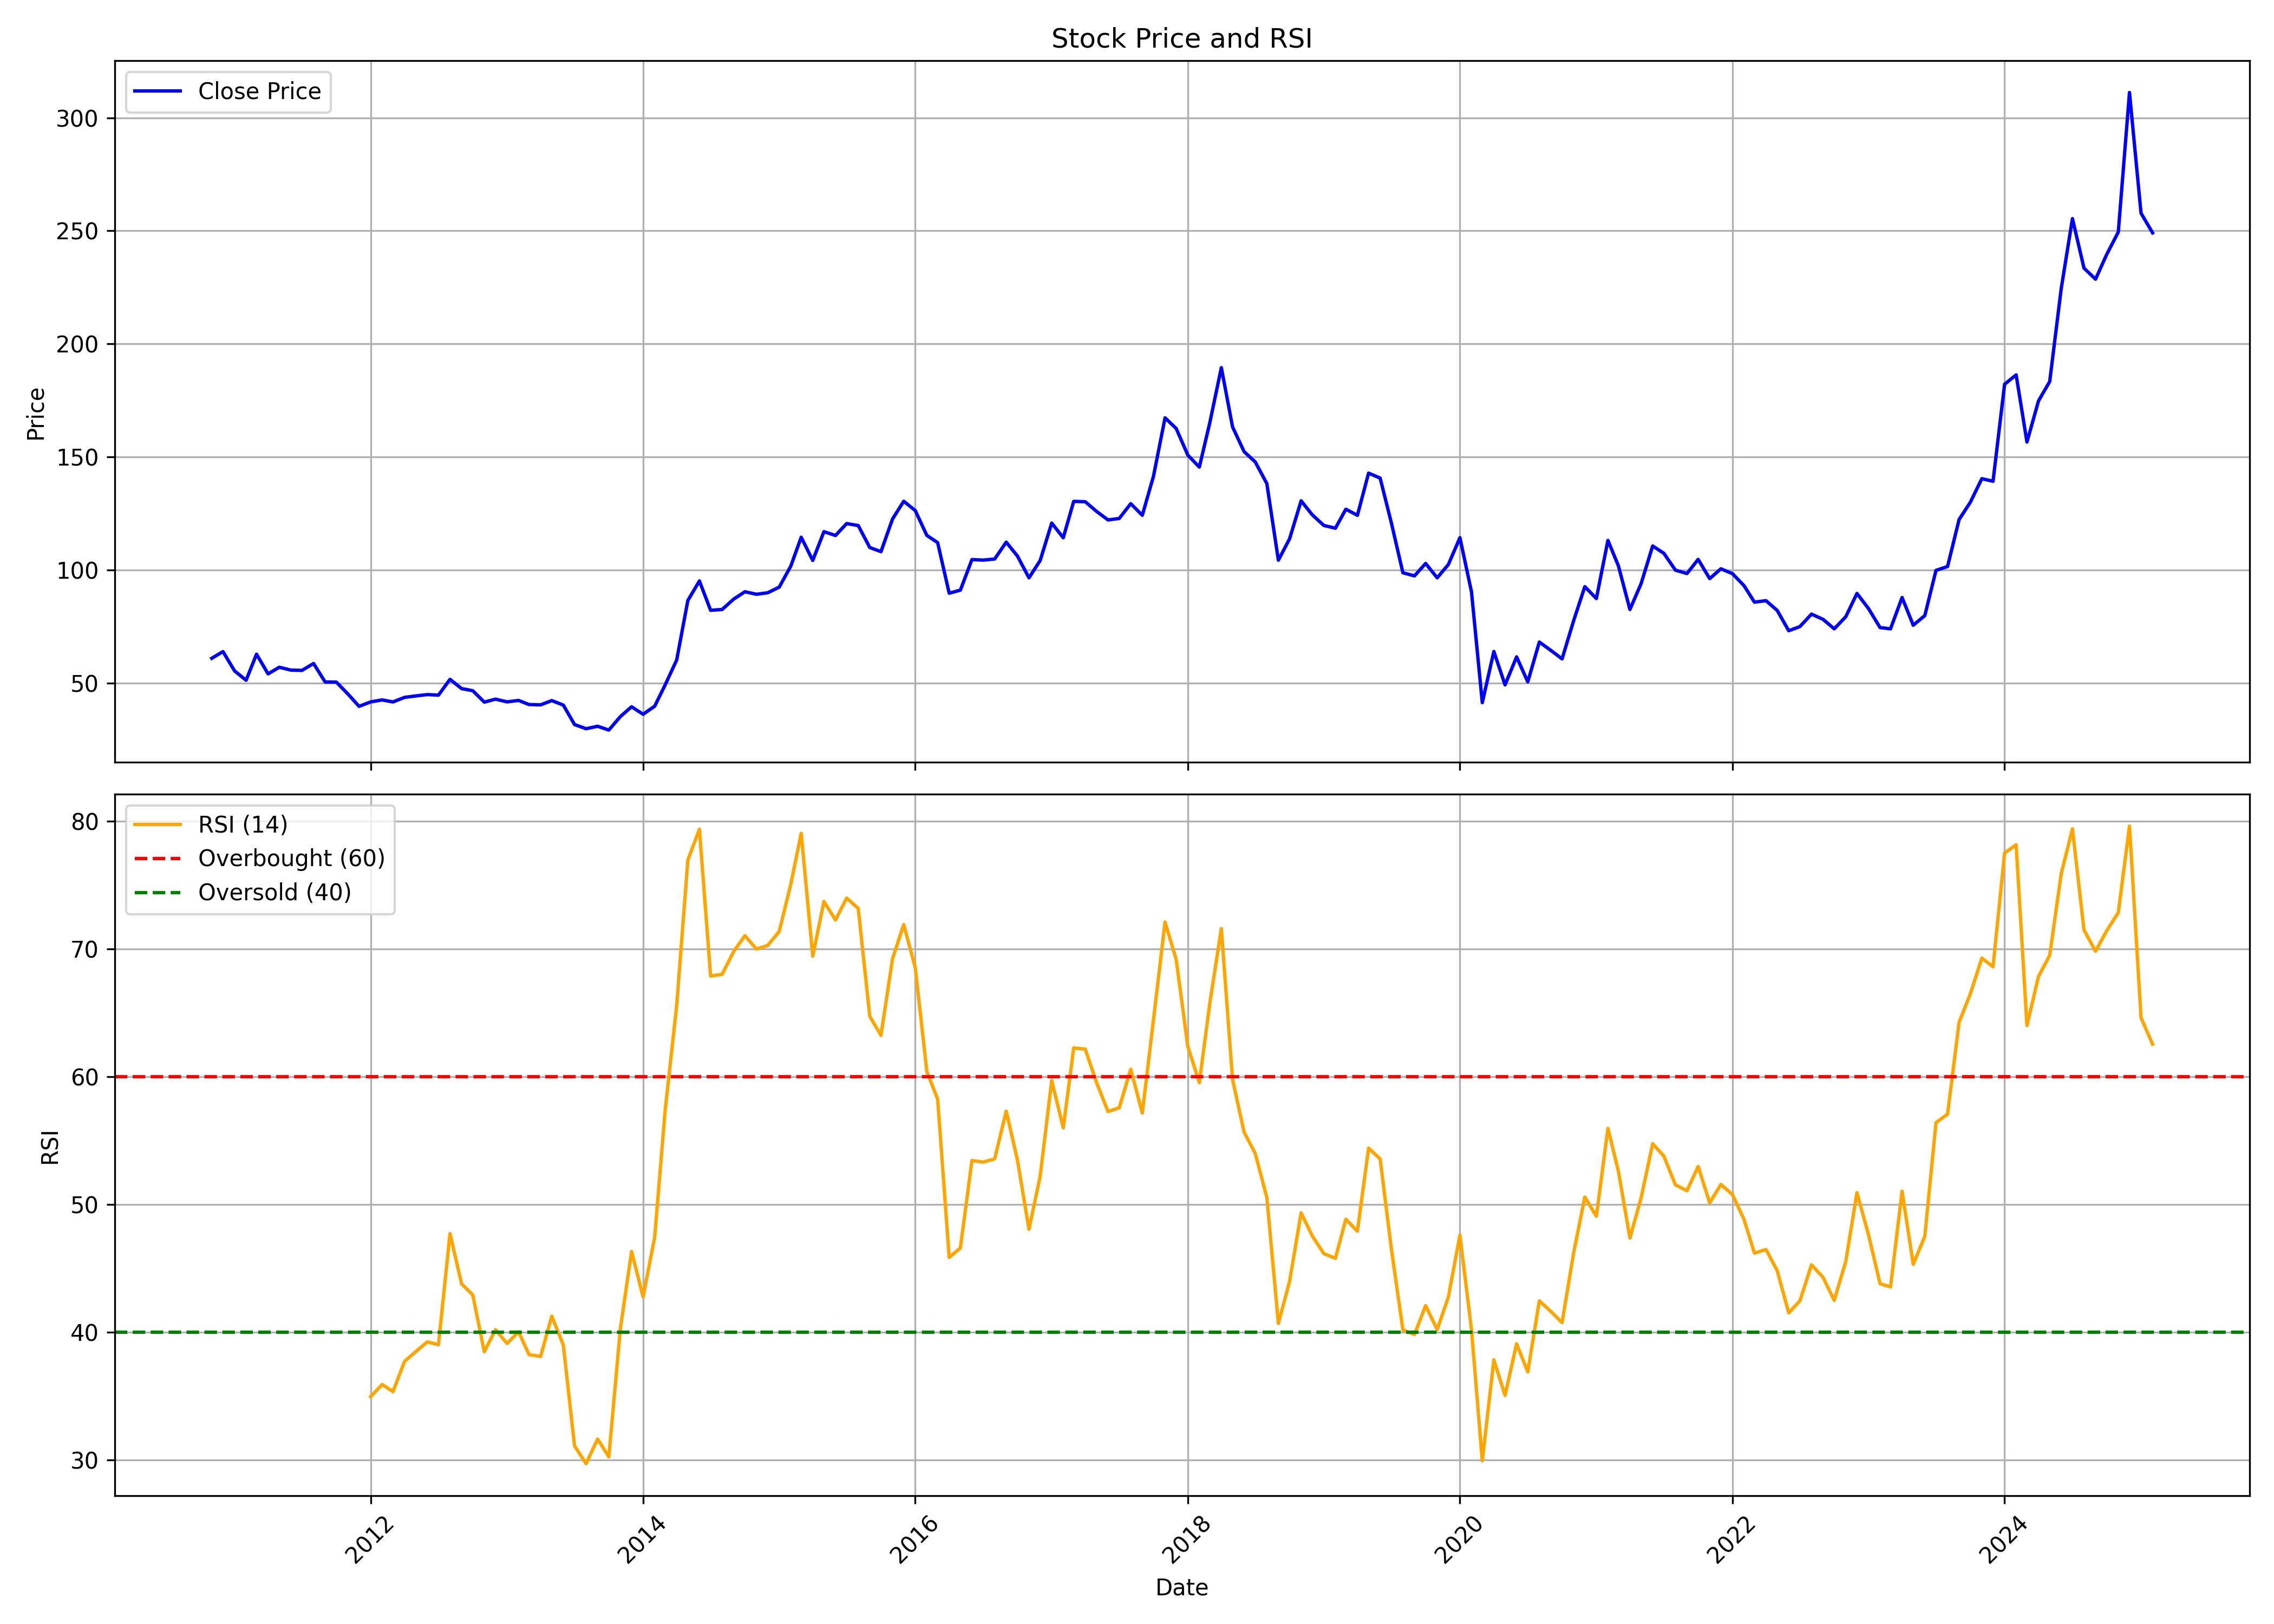 Stock Price and RSI
Close Price
300
250
200
150
100
50
Price
RSI (14)
Overbought (60)
Oversold (40)
80
70
60
50
40
30
RSI
2012
2014
2016
2018
2020
2022
2024
Date